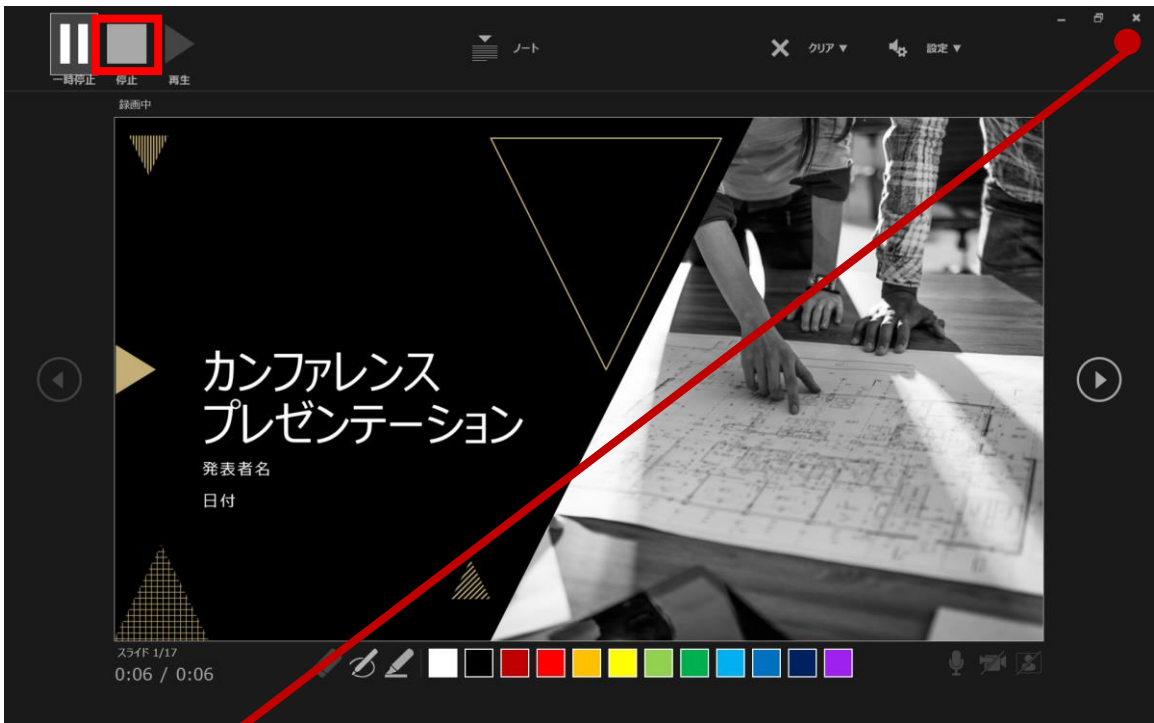 ノート
クリア
設定
一時停止
停止
再生
録画中
カンファレンス
プレゼンテーション
発表者名
日付
スライド 1/17
0:06 / 0:06